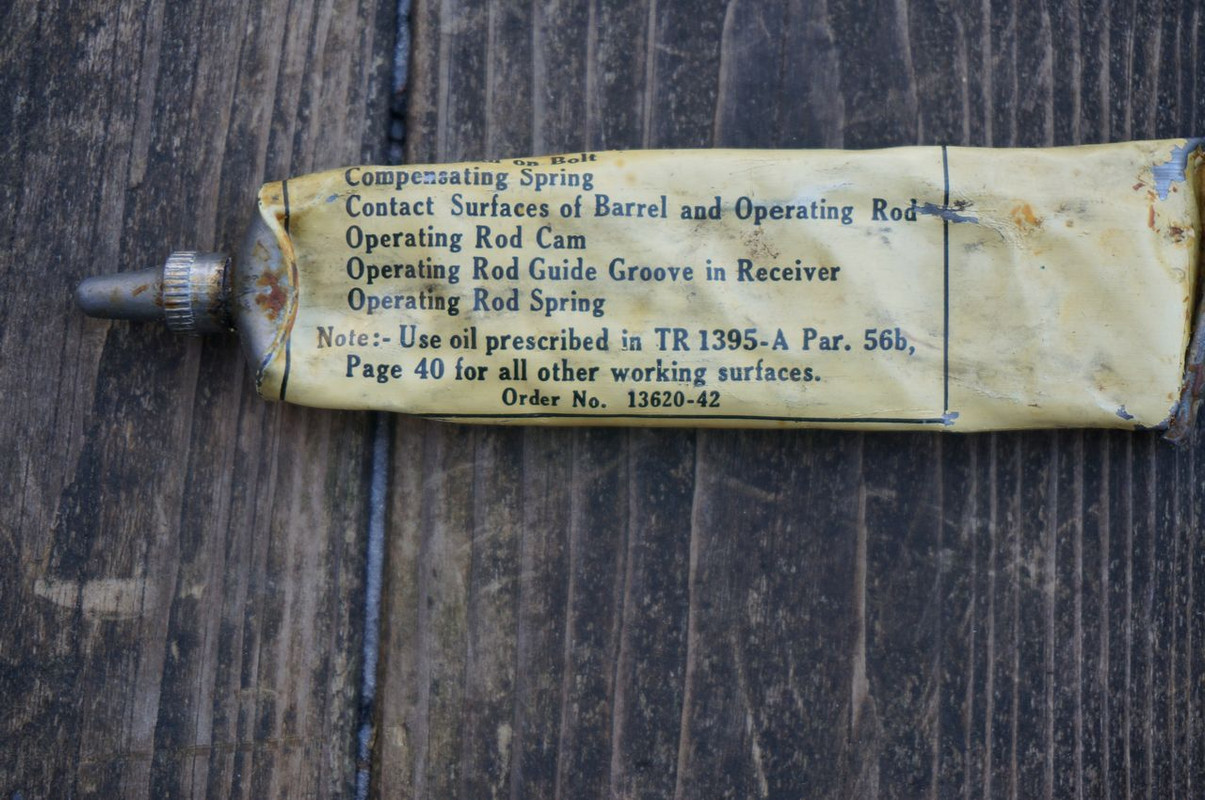 on Bolt
Compensating Spring
Contact Surfaces of Barrel and Operating Rod
Operating Rod Cam
Operating Rod Guide Groove in Receiver
Operating Rod Spring
Note:- Use oil prescribed in TR 1395-A Par. 56b,
Page 40 for all other working surfaces.
Order No. 13620-42